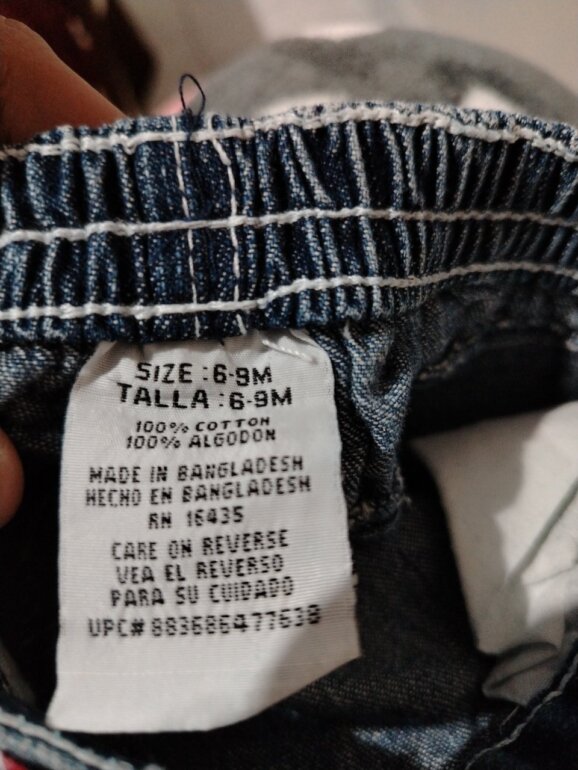 SIZE :6-9M
TALLA :6-9M
100% COTTON
100% ALGODON
MADE IN BANGLADESH
HECHO EN BANGLADESH
RN 16435
CARE ON REVERSE
VEA EL REVERSO
PARA SU CUIDADO
UPC# 883686477638